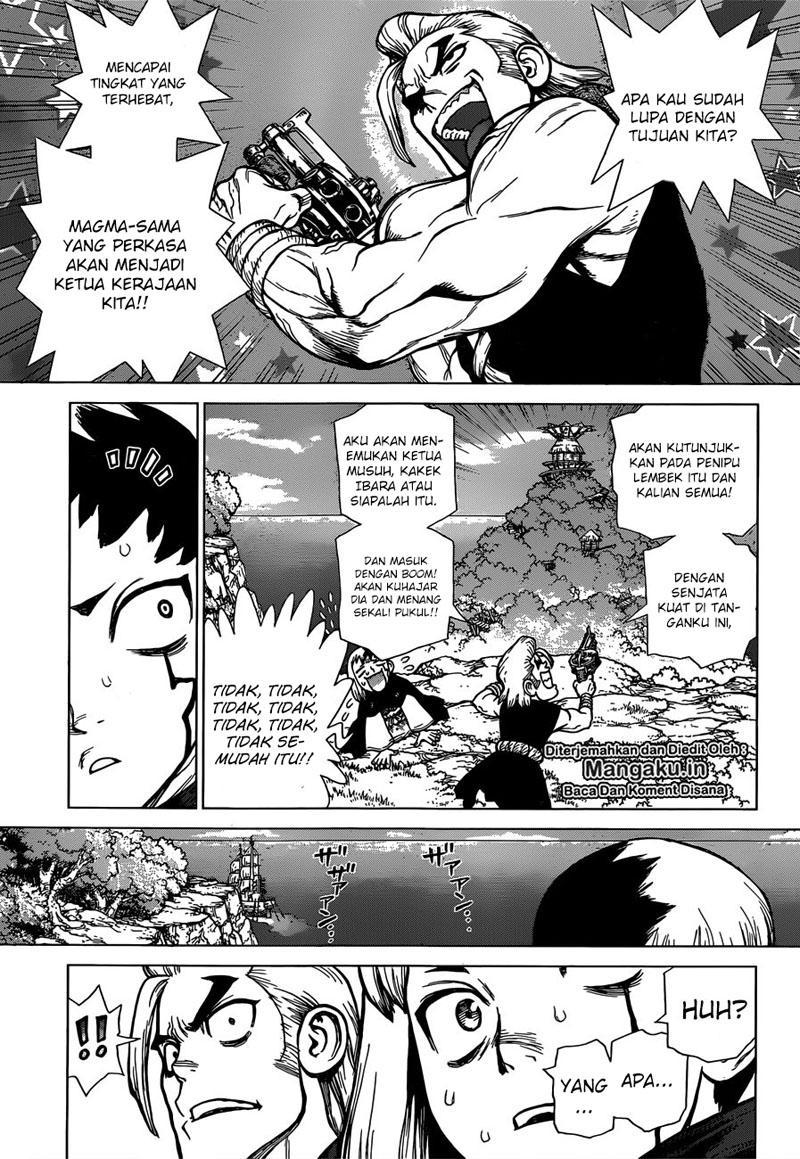 APA KAU SUDAH
LUPA DENGAN
TUJUAN KITA?
MENCAPAI
TINGKAT YANG
TERHEBAT,
MAGMA-SAMA
YANG PERKASA
AKAN MENJADI
KETUA KERAJAAN
KITA!!
AKAN KUTUNJUK-
KAN PADA PENIPU
LEMBEK ITU DAN
KALIAN SEMUA!
DENGAN
SENJATA
KUAT DI TAN-
GANKU INI,
AKU AKAN MEN-
EMUKAN KETUA
MUSUH, KAKEK
IBARA ATAU
SIAPALAH ITU.
DAN MASUK
DENGAN BOOM!
AKAN KUHAJAR
DIA DAN MENANG
SEKALI PUKUL!!
TIDAK, TIDAK,
TIDAK, TIDAK,
TIDAK, TIDAK,
TIDAK SE-
MUDAH ITU!!
Diterjemahkan dan Diedit Oleh :
Mangaku.in
Baca Dan Koment Disana
ザザァァン…
ザザァァン…
HUH?
APA...
YANG
...
!!